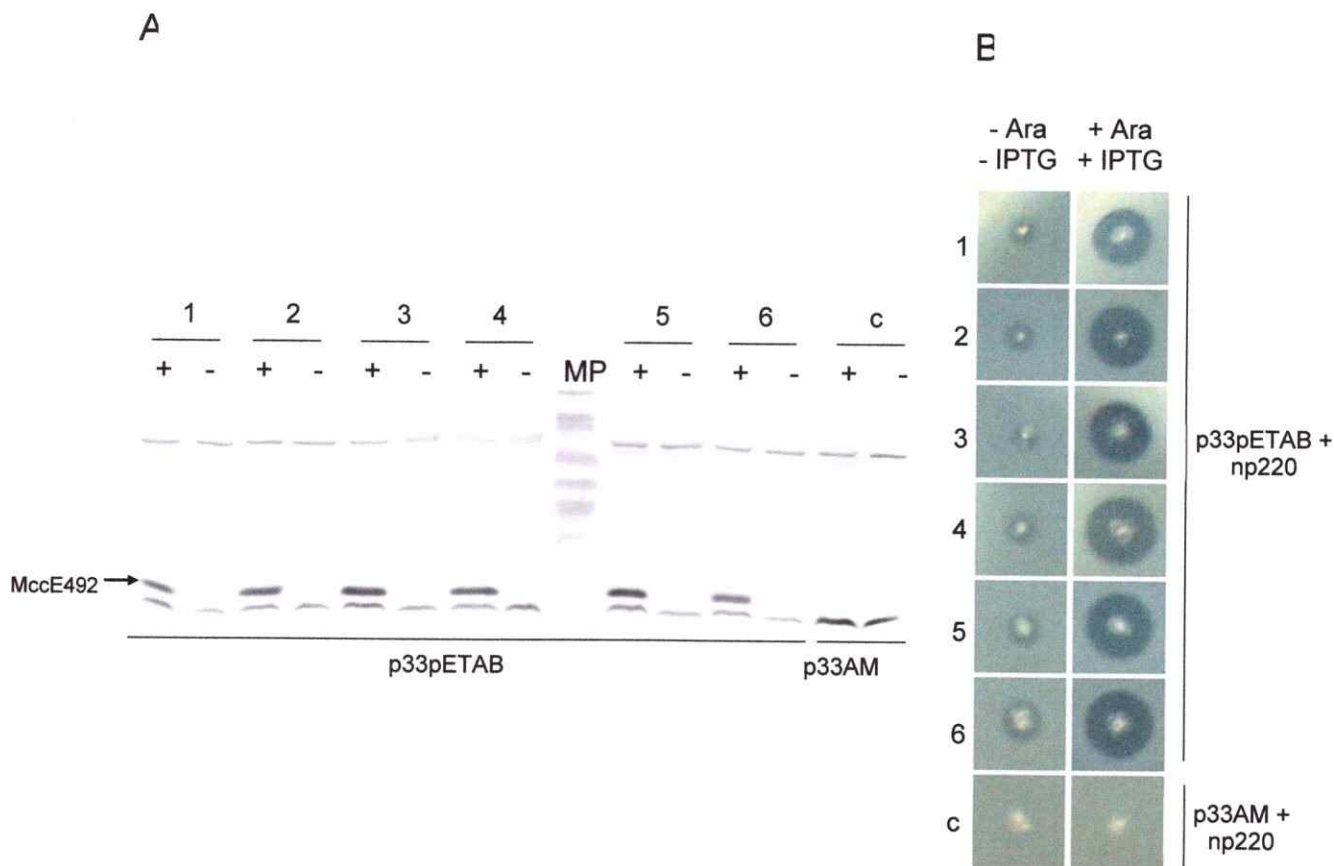 A
1 2 3 4 5 6 c
+ - + - + - + - MP + - + - + -
MccE492
p33pETAB p33AM
B
- Ara + Ara
- IPTG + IPTG
1
2
3
4
5
6
c
p33pETAB +
np220
p33AM +
np220